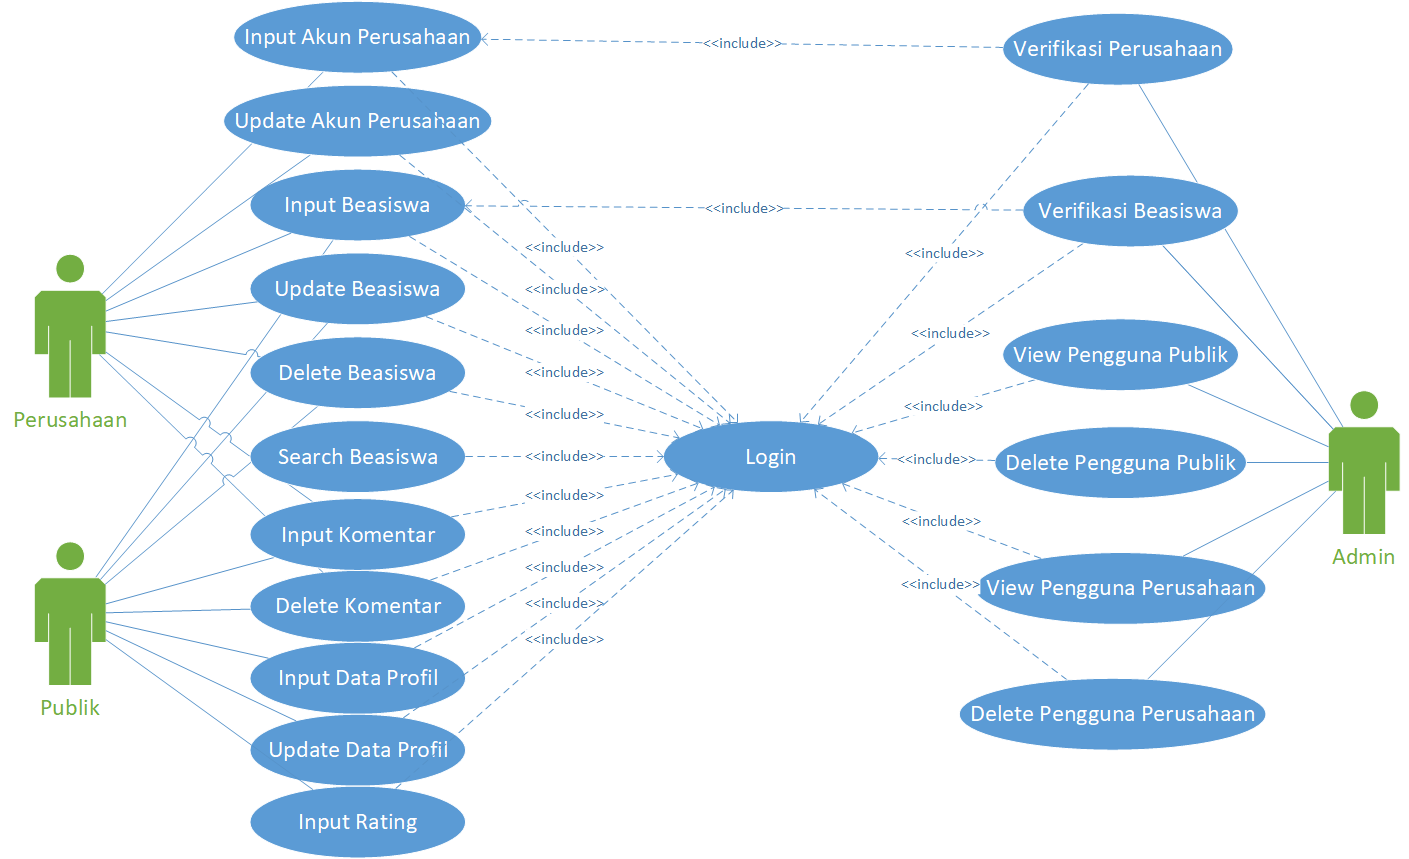 Input Akun Perusahaan
<<include>>
Verifikasi Perusahaan
Update Akun Perusahaan
Input Beasiswa
<<include>>
Verifikasi Beasiswa
<<include>>
<<include>>
Update Beasiswa
<<include>>
<<include>>
<<include>>
View Pengguna Publik
Delete Beasiswa
<<include>>
<<include>>
<<include>>
Perusahaan
Search Beasiswa
<<include>>
Login
<<include>>
Delete Pengguna Publik
<<include>>
<<include>>
Input Komentar
<<include>>
Admin
<<include>>
<<include>>
View Pengguna Perusahaan
Delete Komentar
<<include>>
<<include>>
Input Data Profil
Publik
Delete Pengguna Perusahaan
Update Data Profil
Input Rating